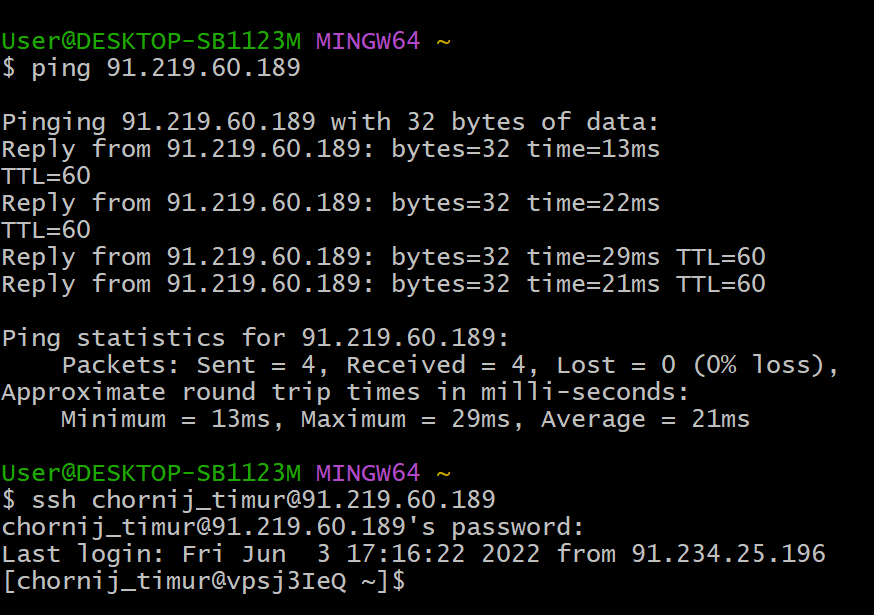 User@DESKTOP-SB1123M MINGW64 ~
$ ping 91.219.60.189
Pinging 91.219.60.189 with 32 bytes of data:
Reply from 91.219.60.189: bytes=32 time=13ms
TTL=60
Reply from 91.219.60.189: bytes=32 time=22ms
TTL=60
Reply from 91.219.60.189: bytes=32 time=29ms TTL=60
Reply from 91.219.60.189: bytes=32 time=21ms TTL=60
Ping statistics for 91.219.60.189:
    Packets: Sent = 4, Received = 4, Lost = 0 (0% loss),
Approximate round trip times in milli-seconds:
    Minimum = 13ms, Maximum = 29ms, Average = 21ms
User@DESKTOP-SB1123M MINGW64 ~
$ ssh chornij_timur@91.219.60.189
chornij_timur@91.219.60.189's password:
Last login: Fri Jun  3 17:16:22 2022 from 91.234.25.196
[chornij_timur@vpsj3IeQ ~]$